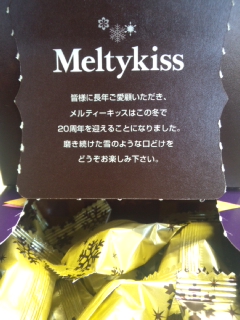 Meltykiss
皆様に長年ご愛顧いただき、
メルティーキッスはこの冬で
20周年を迎えることになりました。
磨き続けた雪のような口どけを
どうぞお楽しみ下さい。